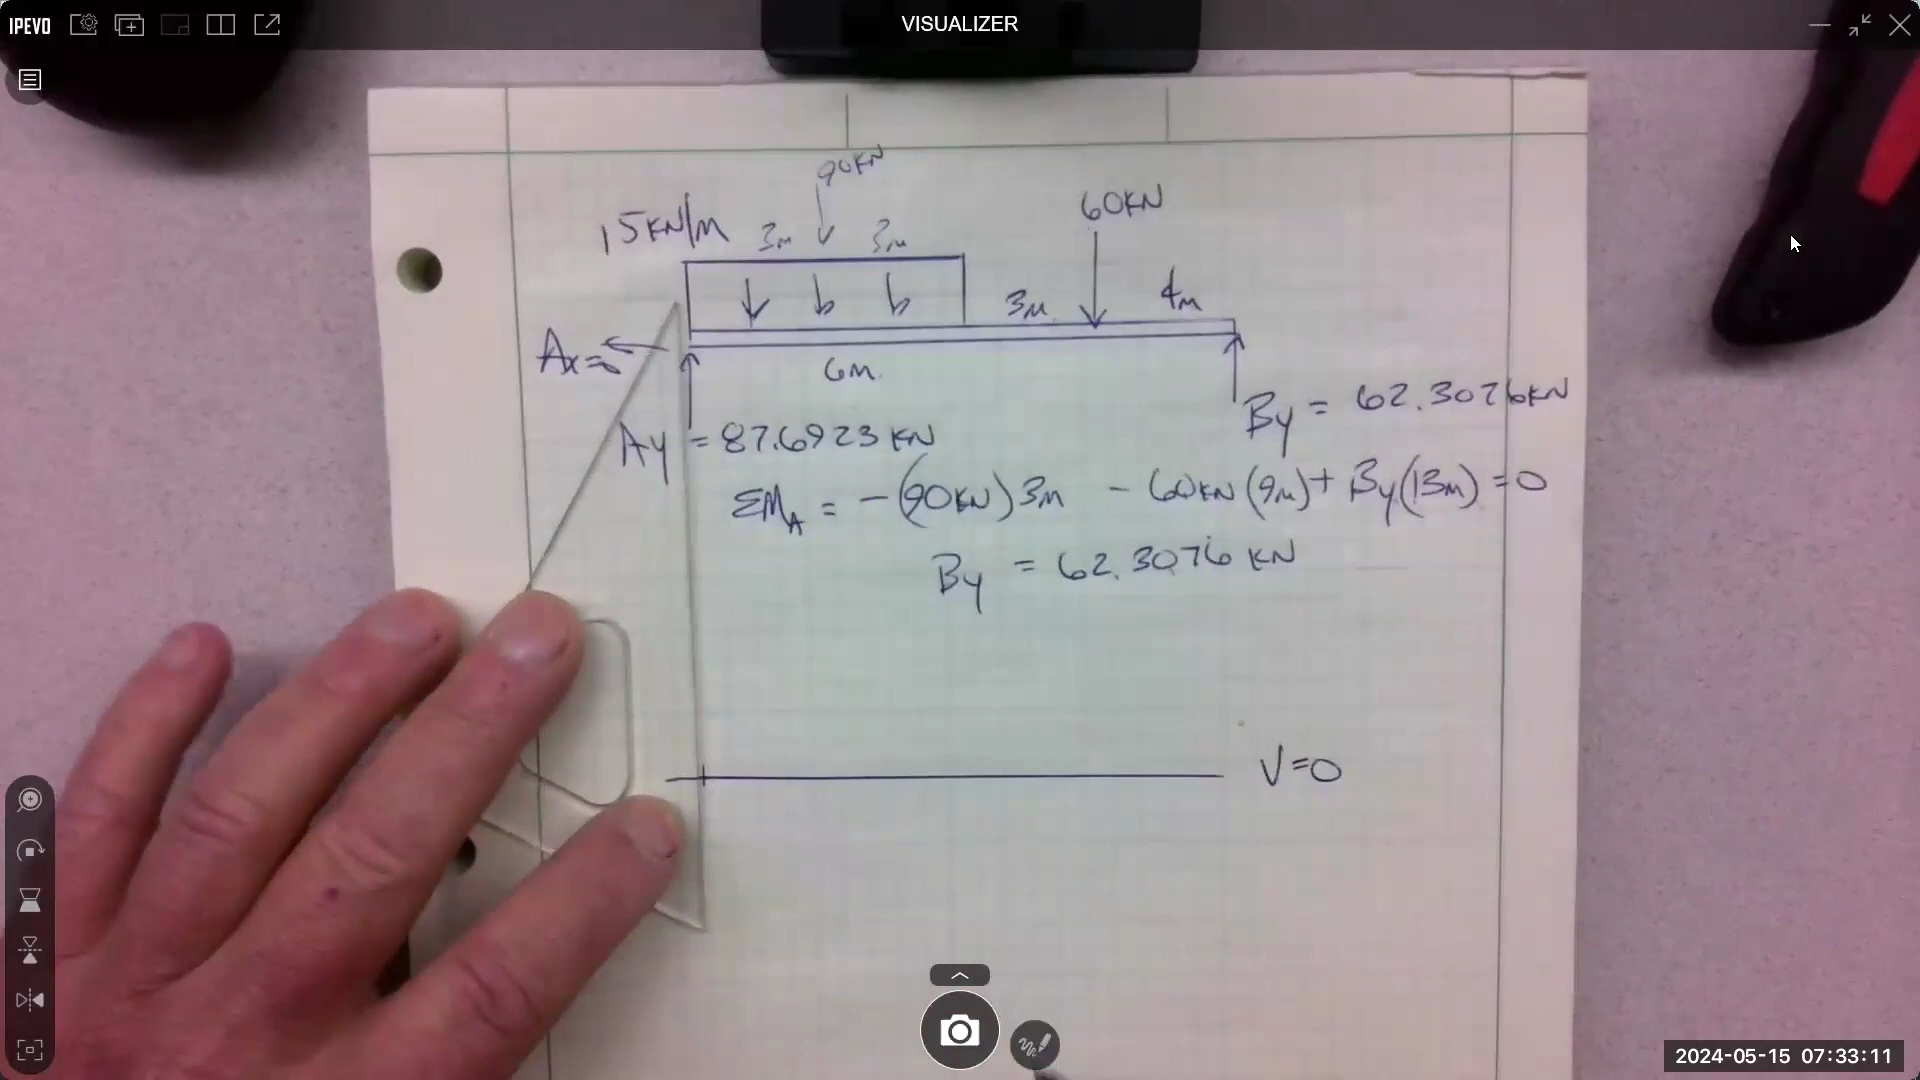 IPEVO
VISUALIZER
90KN
15KN/M
3m
3m
60KN
3m
4m
Ax=0
6m
Ay = 87.6923 KN
By = 62.3076KN
ΣMA = -(90KN)3m - 60KN(9m)+ By(13m)=0
By = 62.3076 KN
V=0
2024-05-15 07:33:11